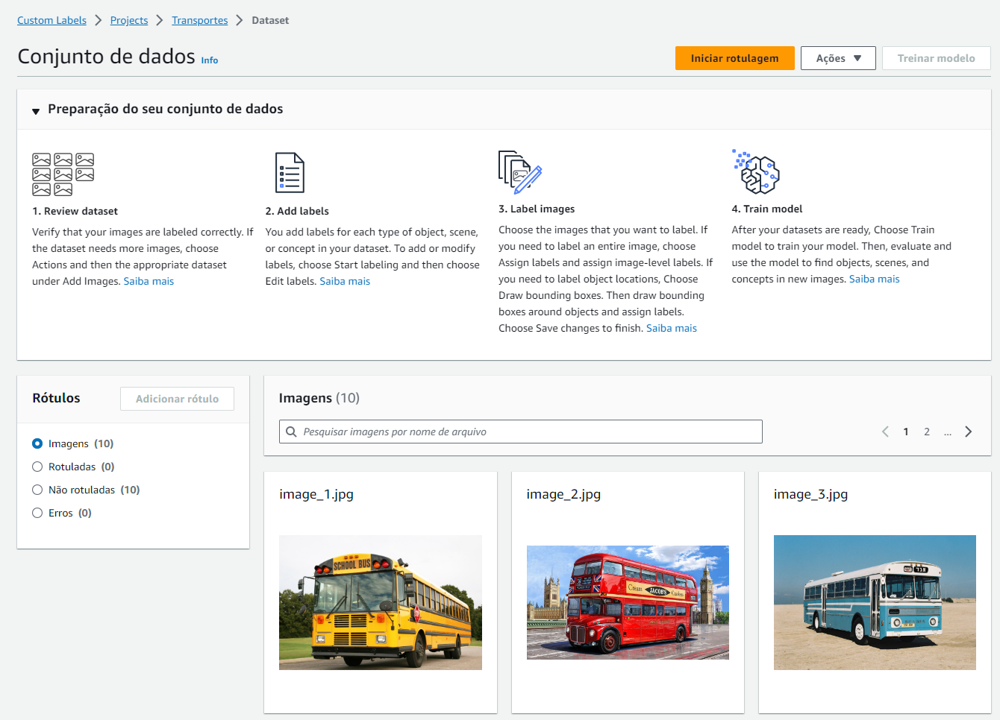 Custom Labels > Projects > Transportes > Dataset
Conjunto de dados Info
Iniciar rotulagem
Ações
Treinar modelo
Preparação do seu conjunto de dados
1. Review dataset
Verify that your images are labeled correctly. If
the dataset needs more images, choose
Actions and then the appropriate dataset
under Add Images. Saiba mais
2. Add labels
You add labels for each type of object, scene,
or concept in your dataset. To add or modify
labels, choose Start labeling and then choose
Edit labels. Saiba mais
3. Label images
Choose the images that you want to label. If
you need to label an entire image, choose
Assign labels and assign image-level labels. If
you need to label object locations, Choose
Draw bounding boxes. Then draw bounding
boxes around objects and assign labels.
Choose Save changes to finish. Saiba mais
4. Train model
After your datasets are ready, Choose Train
model to train your model. Then, evaluate and
use the model to find objects, scenes, and
concepts in new images. Saiba mais
Rótulos
Adicionar rótulo
Imagens (10)
Rotuladas (0)
Não rotuladas (10)
Erros (0)
Imagens (10)
Pesquisar imagens por nome de arquivo
1 2 ...
image_1.jpg
SCHOOL BUS
image_2.jpg
Cream JACOB'S Crackers
image_3.jpg